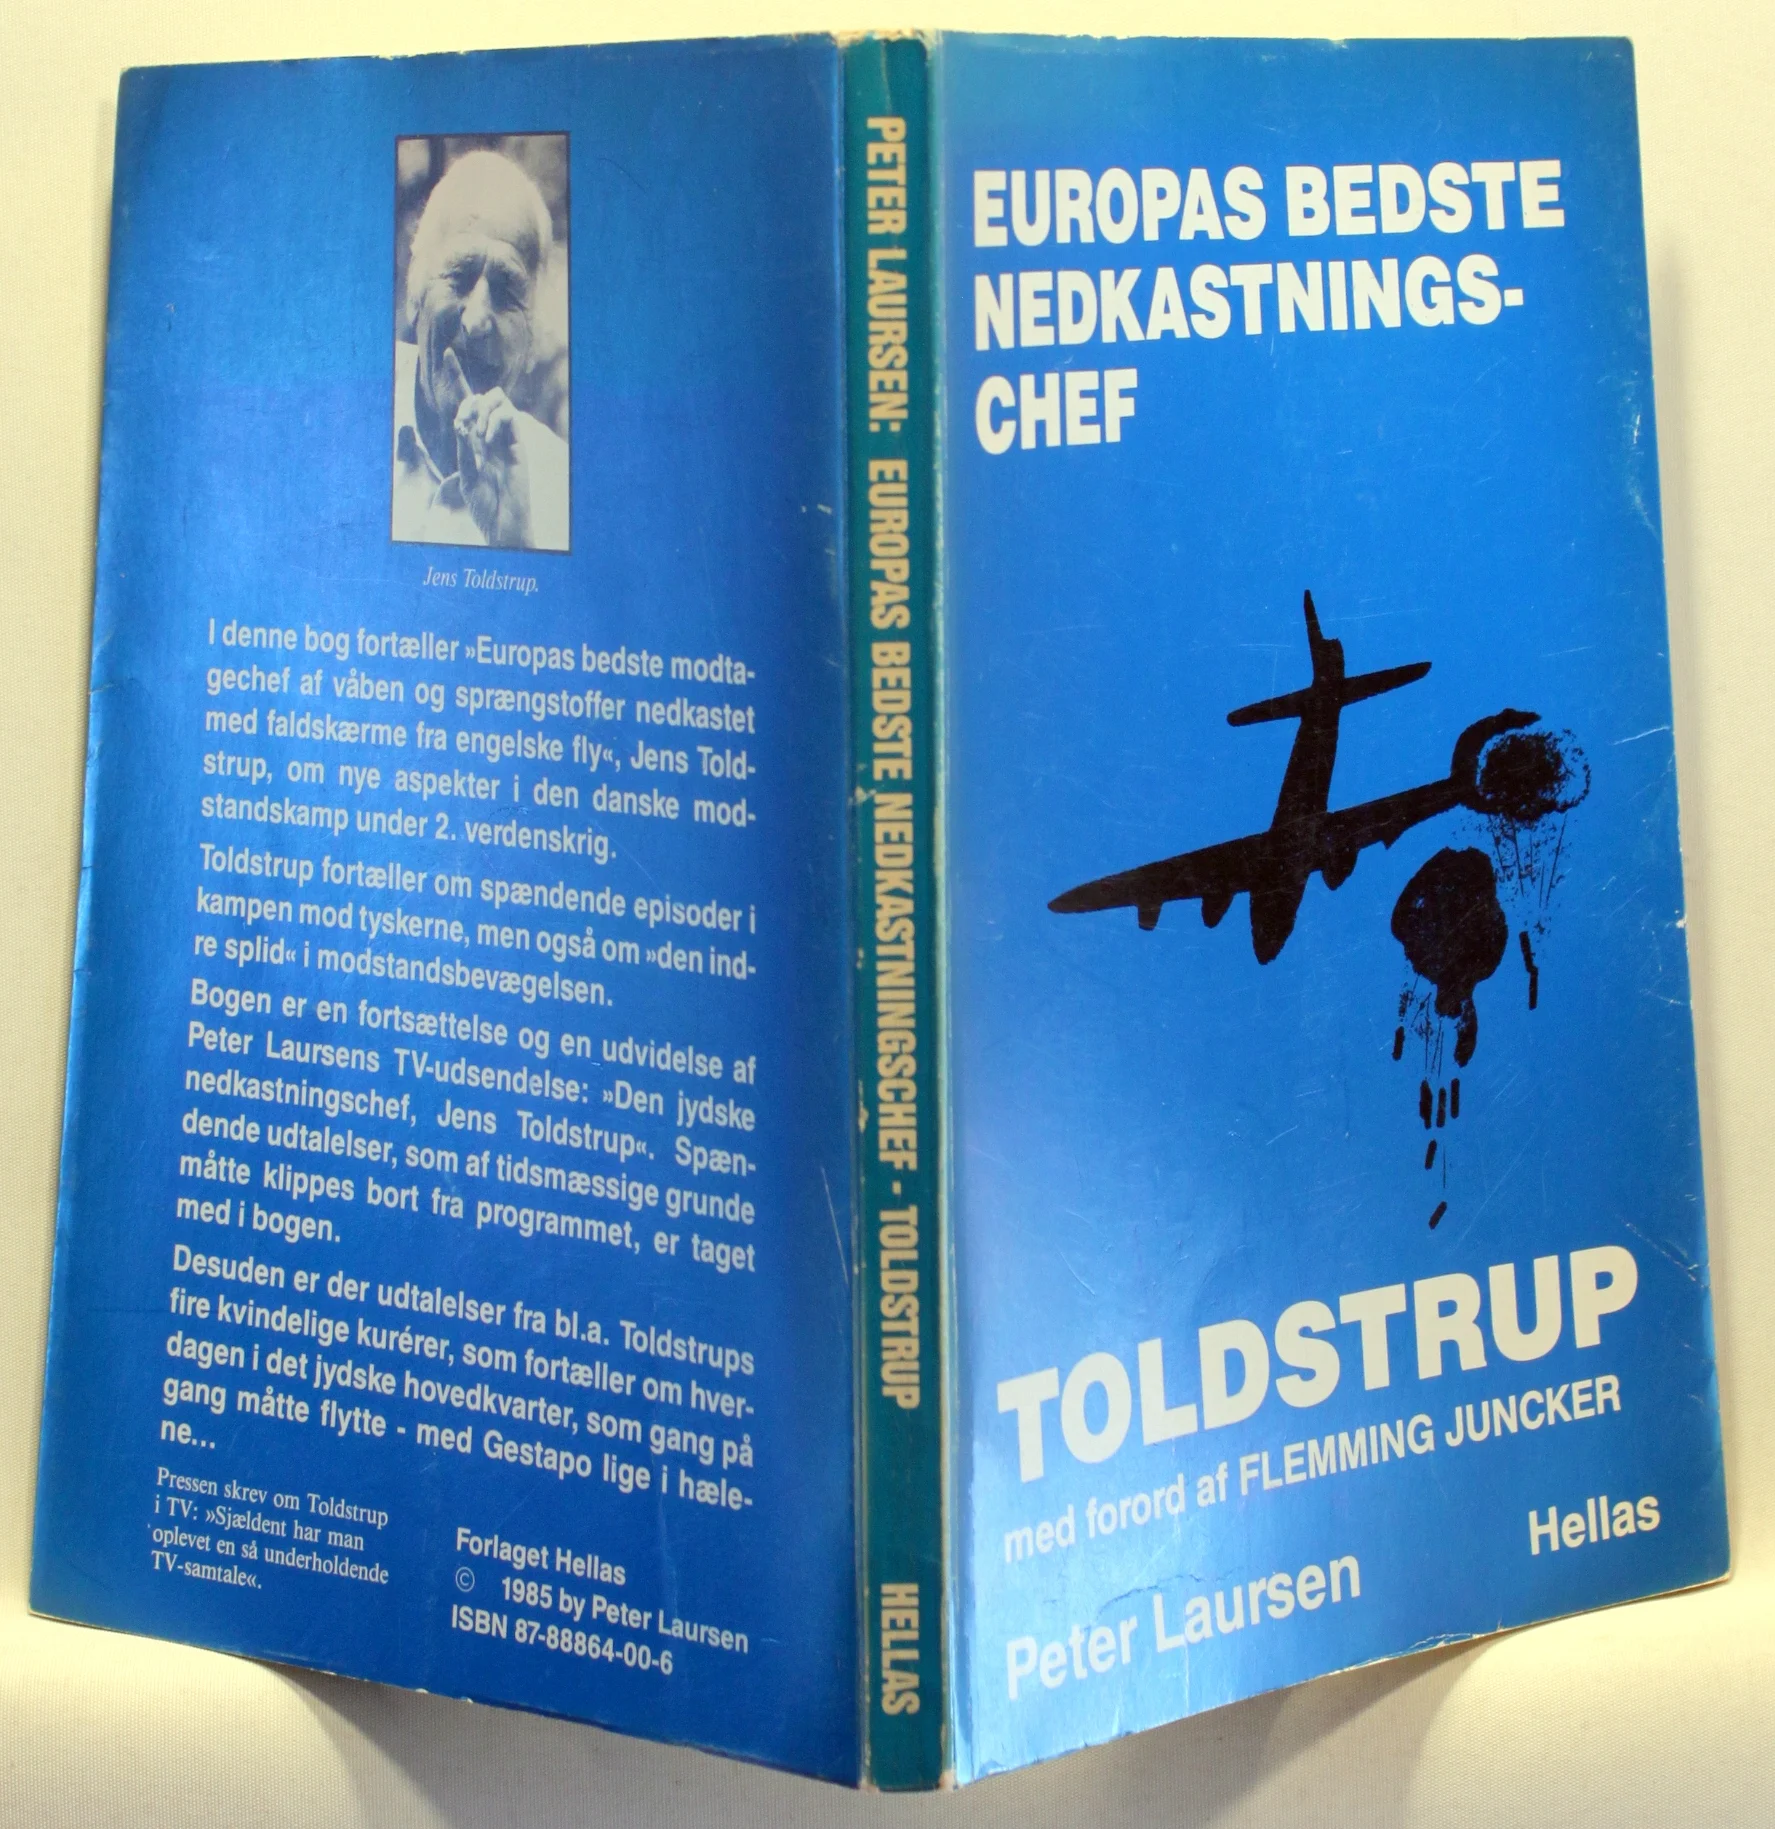 Jens Toldstrup.
I denne bog fortæller »Europas bedste modta-
gechef af våben og sprængstoffer nedkastet
med faldskærme fra engelske fly«, Jens Told-
strup, om nye aspekter i den danske mod-
standskamp under 2. verdenskrig.
Toldstrup fortæller om spændende episoder i
kampen mod tyskerne, men også om »den ind-
re splid« i modstandsbevægelsen.
Bogen er en fortsættelse og en udvidelse af
Peter Laursens TV-udsendelse: »Den jydske
nedkastningschef, Jens Toldstrup«. Spæn-
dende udtalelser, som af tidsmæssige grunde
måtte klippes bort fra programmet, er taget
med i bogen.
Desuden er der udtalelser fra bl.a. Toldstrups
fire kvindelige kurérer, som fortæller om hver-
dagen i det jydske hovedkvarter, som gang på
gang måtte flytte - med Gestapo lige i hæle-
ne...
Pressen skrev om Toldstrup
i TV: »Sjældent har man
oplevet en så underholdende
TV-samtale«.
Forlaget Hellas
© 1985 by Peter Laursen
ISBN 87-88864-00-6
PETER LAURSEN: EUROPAS BEDSTE NEDKASTNINGSCHEF - TOLDSTRUP HELLAS
EUROPAS BEDSTE
NEDKASTNINGS-
CHEF
TOLDSTRUP
med forord af FLEMMING JUNCKER
Peter Laursen
Hellas